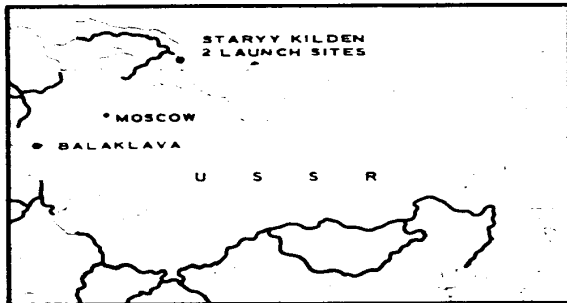 STARYY KILDEN
2 LAUNCH SITES
MOSCOW
BALAKLAVA
U S S R